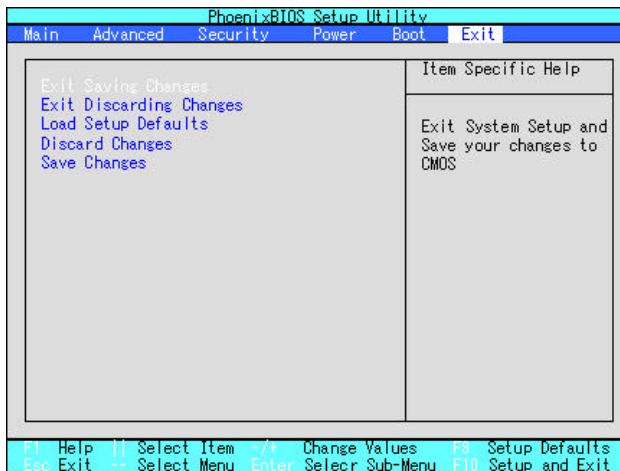 PhoenixBIOS Setup Utility
Main Advanced Security Power Boot Exit
Item Specific Help
Exit Saving Changes
Exit Discarding Changes
Load Setup Defaults
Discard Changes
Save Changes
Exit System Setup and
Save your changes to
CMOS
F1 Help || Select Item -/+ Change Values F9 Setup Defaults
Esc Exit -- Select Menu Enter Selecr Sub-Menu F10 Setup and Exit